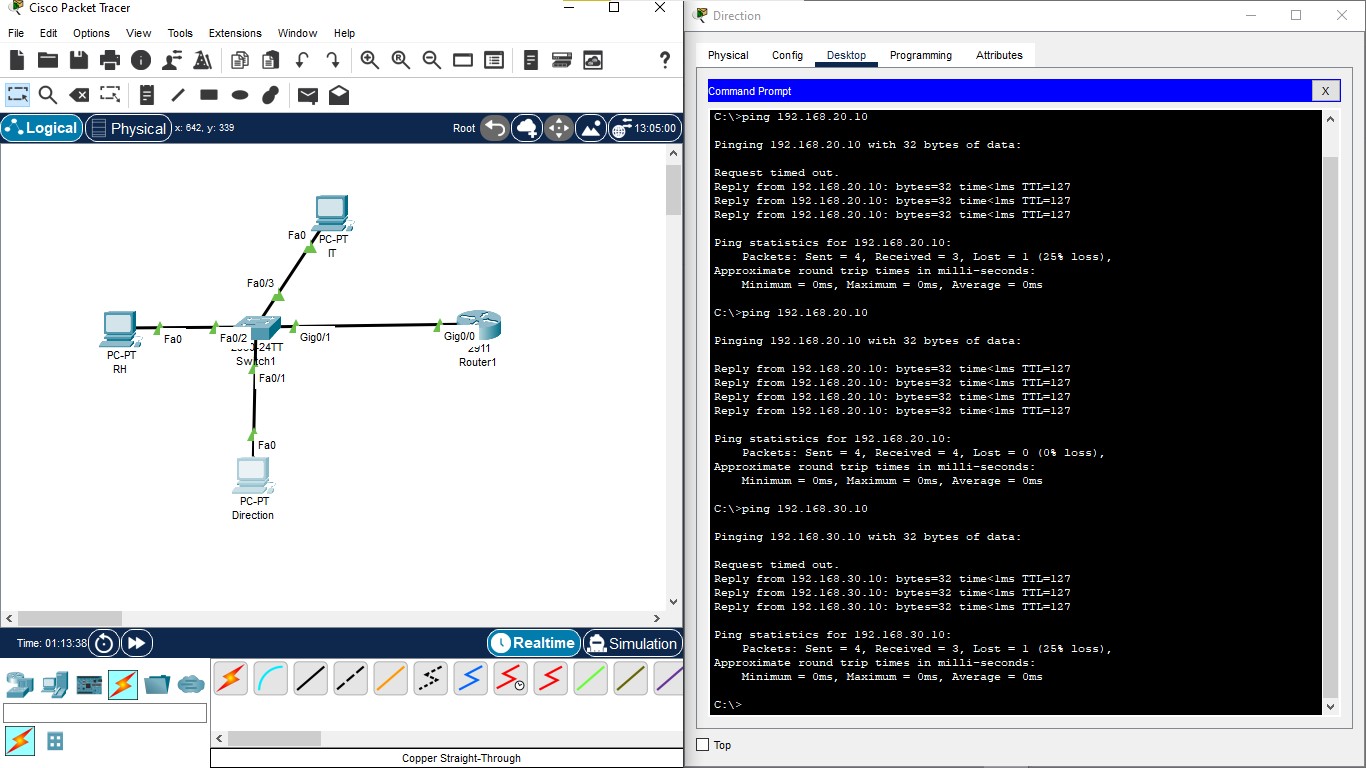 Cisco Packet Tracer
File Edit Options View Tools Extensions Window Help
?
Logical Physical x: 642, y: 339 Root 13:05:00
PC-PT
IT
Fa0
Fa0/3
PC-PT
RH
Fa0
Fa0/2
24TT
Switch1
Gig0/1
Gig0/0
2911
Router1
Fa0/1
Fa0
PC-PT
Direction
Time: 01:13:38 Realtime Simulation
Copper Straight-Through
Direction
Physical Config Desktop Programming Attributes
Command Prompt X
C:\>ping 192.168.20.10
Pinging 192.168.20.10 with 32 bytes of data:
Request timed out.
Reply from 192.168.20.10: bytes=32 time<1ms TTL=127
Reply from 192.168.20.10: bytes=32 time<1ms TTL=127
Reply from 192.168.20.10: bytes=32 time<1ms TTL=127
Ping statistics for 192.168.20.10:
Packets: Sent = 4, Received = 3, Lost = 1 (25% loss),
Approximate round trip times in milli-seconds:
Minimum = 0ms, Maximum = 0ms, Average = 0ms
C:\>ping 192.168.20.10
Pinging 192.168.20.10 with 32 bytes of data:
Reply from 192.168.20.10: bytes=32 time<1ms TTL=127
Reply from 192.168.20.10: bytes=32 time<1ms TTL=127
Reply from 192.168.20.10: bytes=32 time<1ms TTL=127
Reply from 192.168.20.10: bytes=32 time<1ms TTL=127
Ping statistics for 192.168.20.10:
Packets: Sent = 4, Received = 4, Lost = 0 (0% loss),
Approximate round trip times in milli-seconds:
Minimum = 0ms, Maximum = 0ms, Average = 0ms
C:\>ping 192.168.30.10
Pinging 192.168.30.10 with 32 bytes of data:
Request timed out.
Reply from 192.168.30.10: bytes=32 time<1ms TTL=127
Reply from 192.168.30.10: bytes=32 time<1ms TTL=127
Reply from 192.168.30.10: bytes=32 time<1ms TTL=127
Ping statistics for 192.168.30.10:
Packets: Sent = 4, Received = 3, Lost = 1 (25% loss),
Approximate round trip times in milli-seconds:
Minimum = 0ms, Maximum = 0ms, Average = 0ms
C:\>
Top